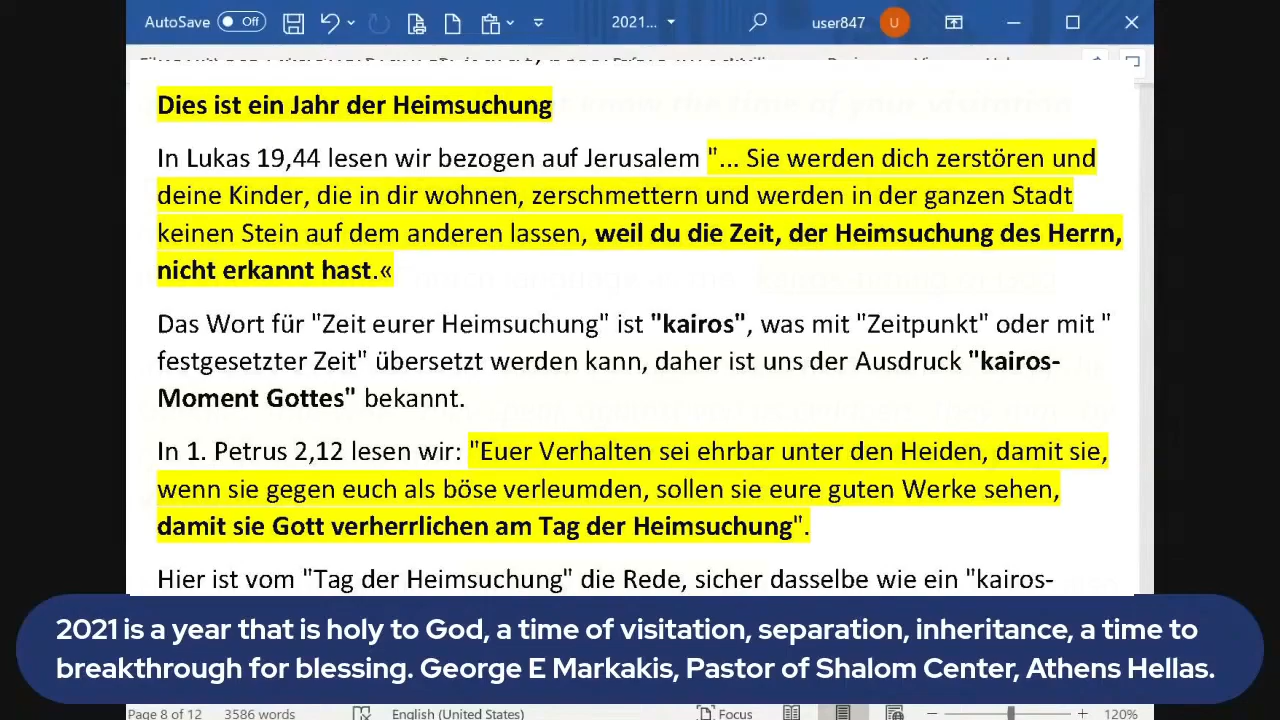 AutoSave Off 2021... user847 U
Dies ist ein Jahr der Heimsuchung
In Lukas 19,44 lesen wir bezogen auf Jerusalem "... Sie werden dich zerstören und
deine Kinder, die in dir wohnen, zerschmettern und werden in der ganzen Stadt
keinen Stein auf dem anderen lassen, weil du die Zeit, der Heimsuchung des Herrn,
nicht erkannt hast.«
Das Wort für "Zeit eurer Heimsuchung" ist "kairos", was mit "Zeitpunkt" oder mit "
festgesetzter Zeit" übersetzt werden kann, daher ist uns der Ausdruck "kairos-
Moment Gottes" bekannt.
In 1. Petrus 2,12 lesen wir: "Euer Verhalten sei ehrbar unter den Heiden, damit sie,
wenn sie gegen euch als böse verleumden, sollen sie eure guten Werke sehen,
damit sie Gott verherrlichen am Tag der Heimsuchung".
Hier ist vom "Tag der Heimsuchung" die Rede, sicher dasselbe wie ein "kairos-
2021 is a year that is holy to God, a time of visitation, separation, inheritance, a time to
breakthrough for blessing. George E Markakis, Pastor of Shalom Center, Athens Hellas.
Page 8 of 12 3586 words English (United States) Focus 120%